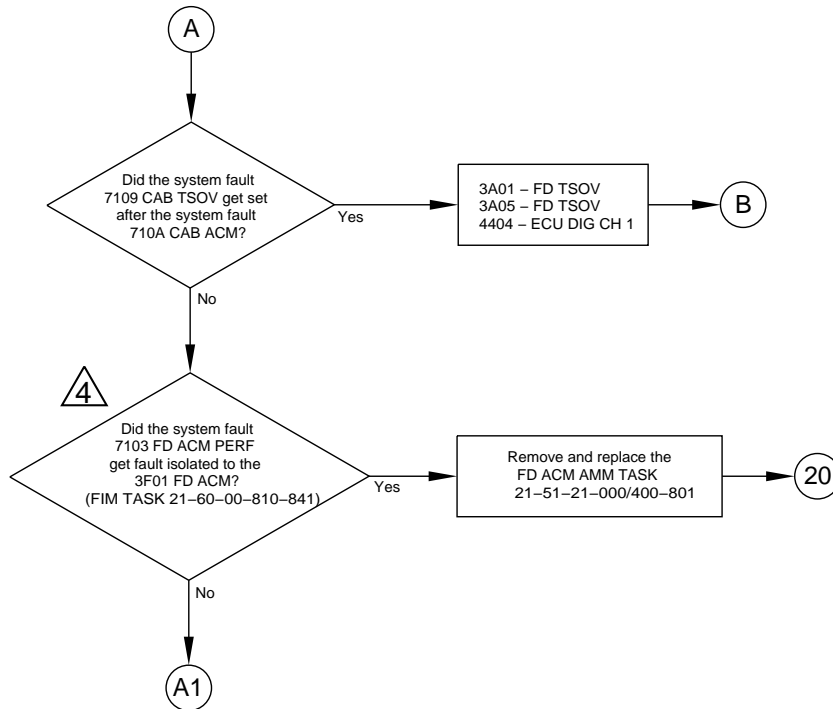 A
Did the system fault
7109 CAB TSOV get set
after the system fault
710A CAB ACM?
Yes
3A01 – FD TSOV
3A05 – FD TSOV
4404 – ECU DIG CH 1
B
No
4
Did the system fault
7103 FD ACM PERF
get fault isolated to the
3F01 FD ACM?
(FIM TASK 21–60–00–810–841)
Yes
Remove and replace the
FD ACM AMM TASK
21–51–21–000/400–801
20
No
A1